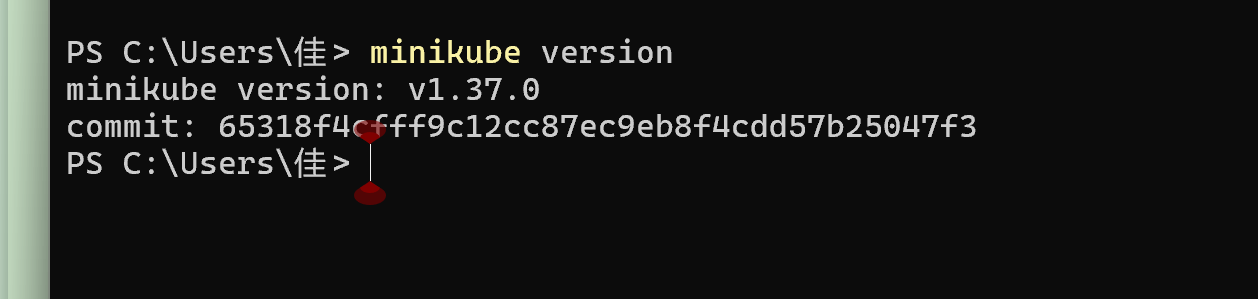 PS C:\Users\佳> minikube version
minikube version: v1.37.0
commit: 65318f4cfff9c12cc87ec9eb8f4cdd57b25047f3
PS C:\Users\佳>